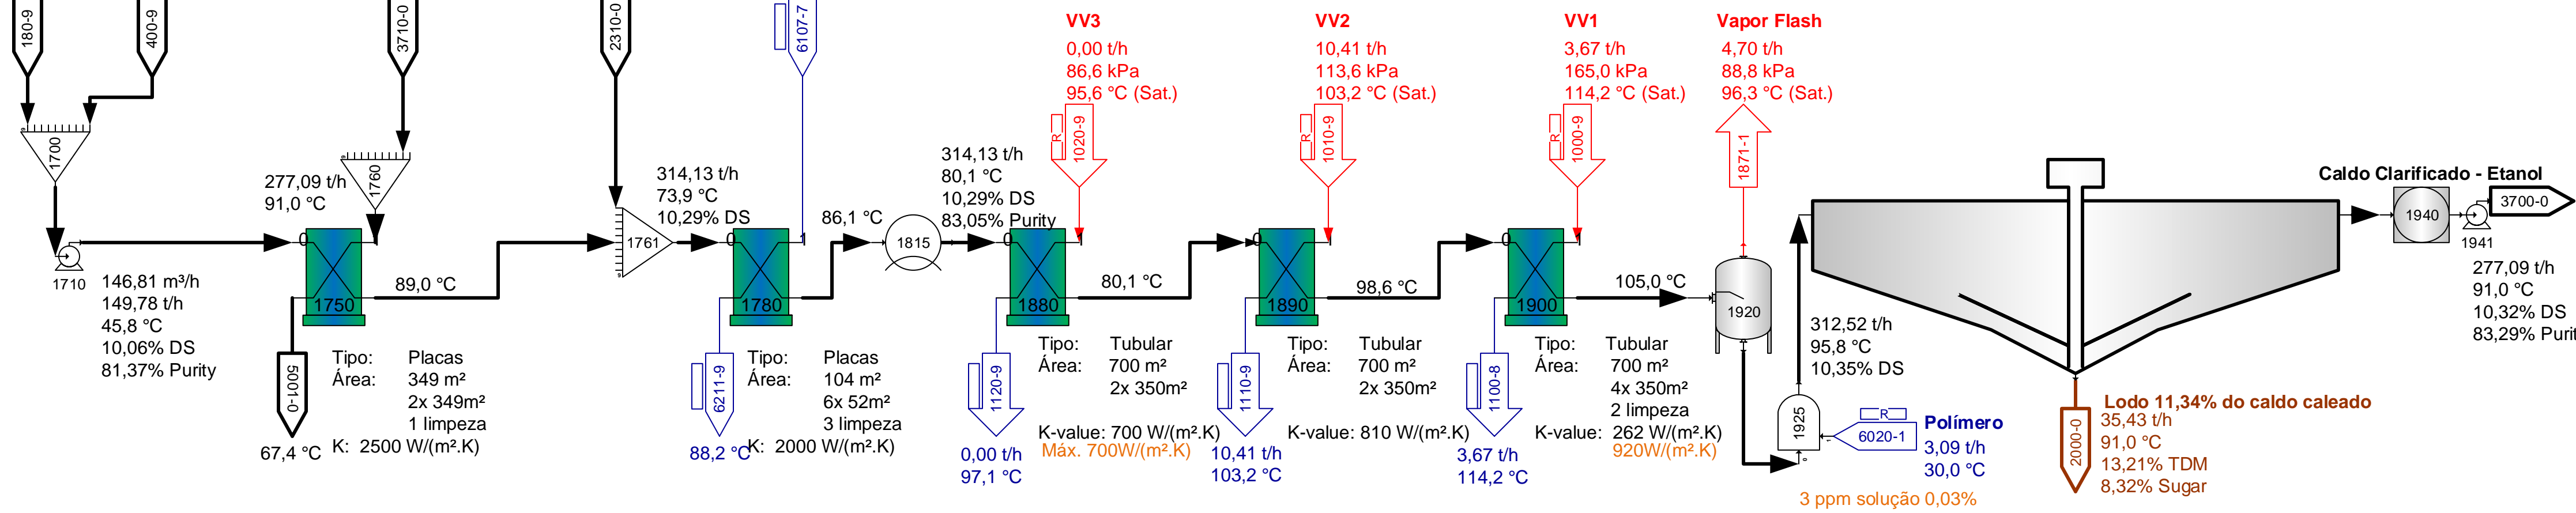 180-9
400-9
3710-0
2310-0
6107-7
VV3
0,00 t/h
86,6 kPa
95,6 °C (Sat.)
VV2
10,41 t/h
113,6 kPa
103,2 °C (Sat.)
VV1
3,67 t/h
165,0 kPa
114,2 °C (Sat.)
Vapor Flash
4,70 t/h
88,8 kPa
96,3 °C (Sat.)
R
1020-9
R
1010-9
R
1000-9
1871-1
1700
1760
277,09 t/h
91,0 °C
314,13 t/h
73,9 °C
10,29% DS
314,13 t/h
80,1 °C
10,29% DS
83,05% Purity
86,1 °C
Caldo Clarificado - Etanol
1940
3700-0
1941
277,09 t/h
91,0 °C
10,32% DS
83,29% Purit
1710
146,81 m³/h
149,78 t/h
45,8 °C
10,06% DS
81,37% Purity
0
1750
89,0 °C
1761
0
1
1780
1815
0
1880
80,1 °C
0
1890
98,6 °C
0
1900
105,0 °C
1920
312,52 t/h
95,8 °C
10,35% DS
5001-0
67,4 °C
Tipo: Placas
Área: 349 m²
2x 349m²
1 limpeza
K: 2500 W/(m².K)
6211-9
88,2 °C
Tipo: Placas
Área: 104 m²
6x 52m²
3 limpeza
K: 2000 W/(m².K)
1120-9
0,00 t/h
97,1 °C
Tipo: Tubular
Área: 700 m²
2x 350m²
K-value: 700 W/(m².K)
Máx. 700W/(m².K)
1110-9
10,41 t/h
103,2 °C
Tipo: Tubular
Área: 700 m²
2x 350m²
K-value: 810 W/(m².K)
1100-8
3,67 t/h
114,2 °C
Tipo: Tubular
Área: 700 m²
4x 350m²
2 limpeza
K-value: 262 W/(m².K)
920W/(m².K)
1925
R
6020-1
Polímero
3,09 t/h
30,0 °C
3 ppm solução 0,03%
2000-0
Lodo 11,34% do caldo caleado
35,43 t/h
91,0 °C
13,21% TDM
8,32% Sugar